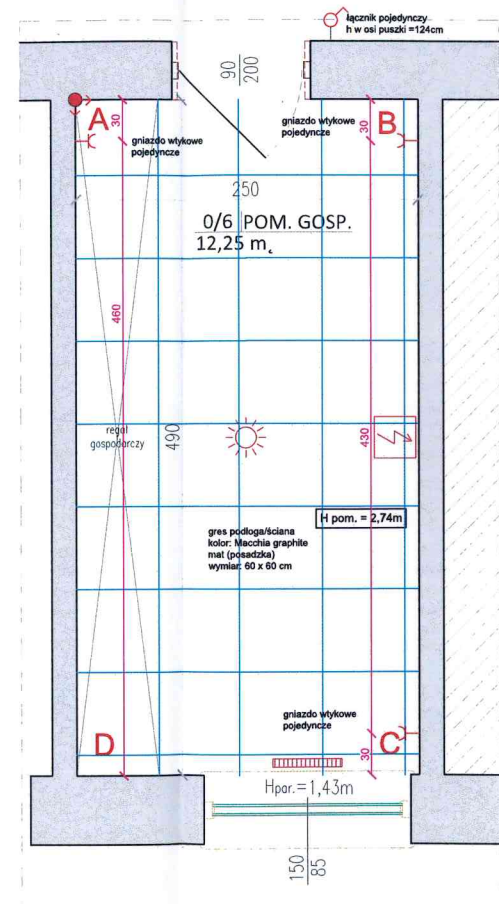 łącznik pojedynczy
h w osi puszki =124cm
90
200
A
30
gniazdo wtykowe
pojedyncze
gniazdo wtykowe
pojedyncze
B
30
250
0/6 POM. GOSP.
12,25 m
460
regał
gospodarczy
490
430
H pom. = 2,74m
gres podłoga/ściana
kolor: Macchia graphite
mat (posadzka)
wymiar: 60 x 60 cm
gniazdo wtykowe
pojedyncze
D
C
30
Hpar.=1,43m
150
85